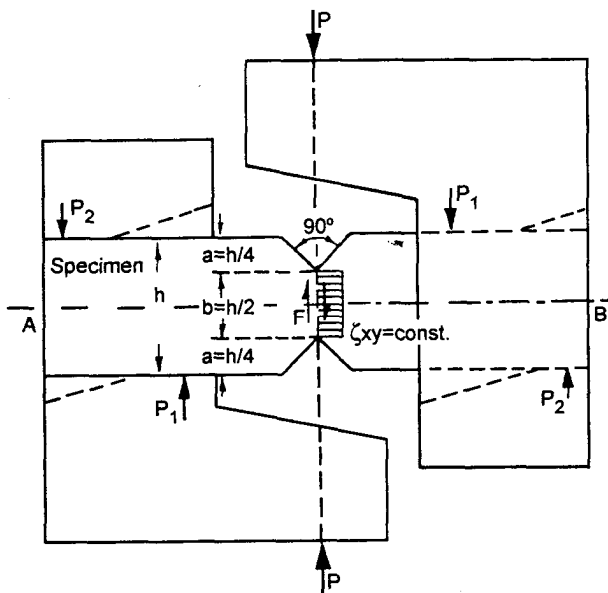 P
P₂
P₁
90°
a=h/4
Specimen
h
b=h/2
A
F
B
ζxy=const.
a=h/4
P₁
P₂
P